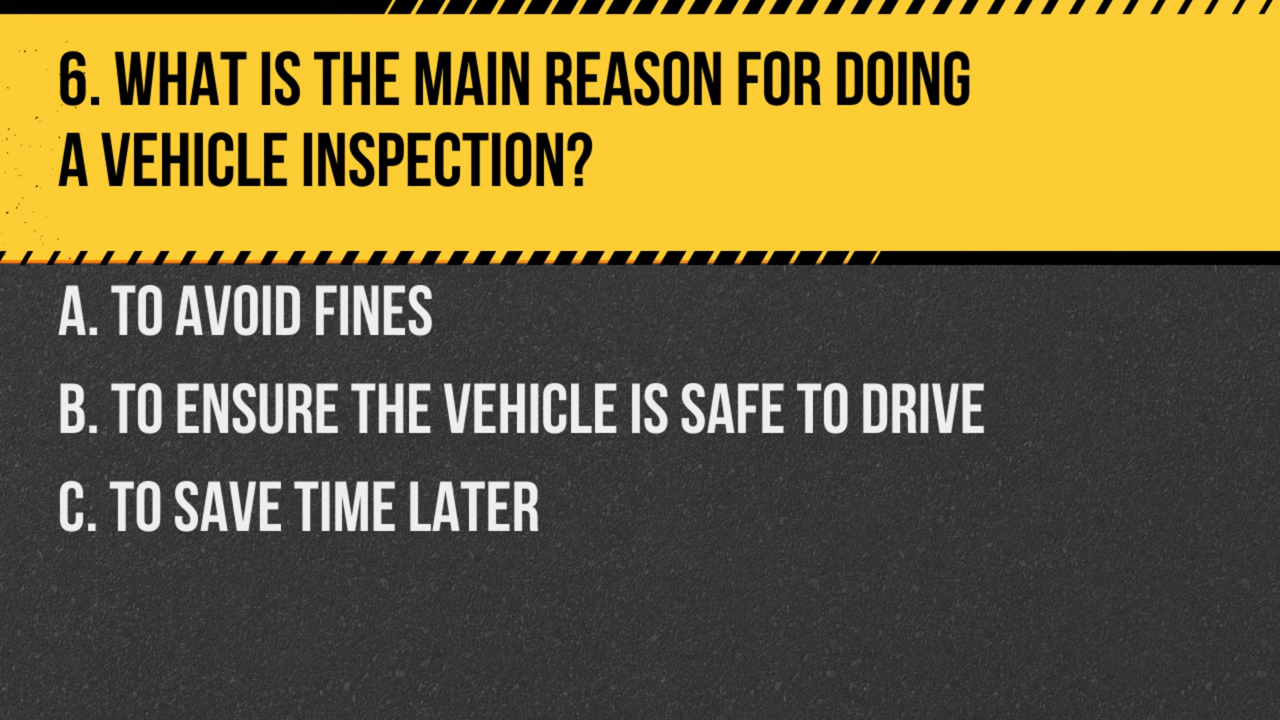 6. WHAT IS THE MAIN REASON FOR DOING
A VEHICLE INSPECTION?
A. TO AVOID FINES
B. TO ENSURE THE VEHICLE IS SAFE TO DRIVE
C. TO SAVE TIME LATER